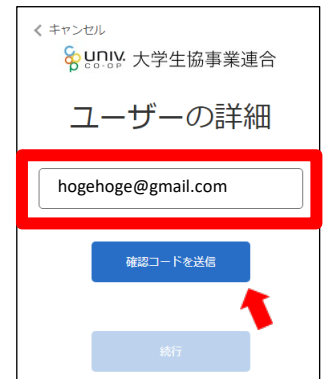 < キャンセル
univ. CO-OP 大学生協事業連合
ユーザーの詳細
hogehoge@gmail.com
確認コードを送信
続行